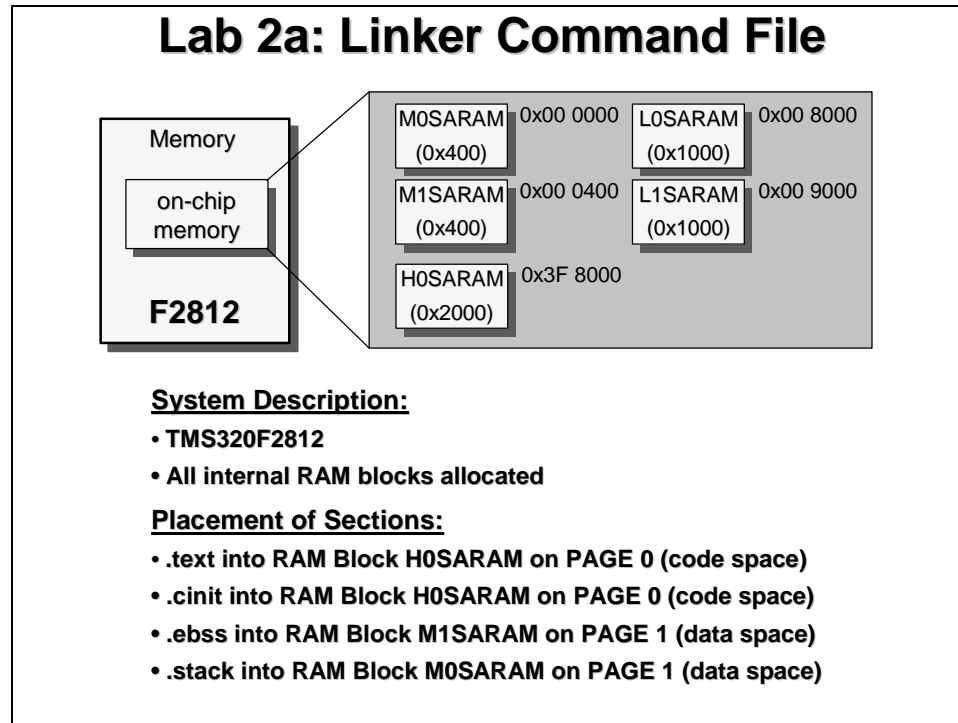 Lab 2a: Linker Command File
Memory
on-chip
memory
F2812
M0SARAM
(0x400)
0x00 0000
L0SARAM
(0x1000)
0x00 8000
M1SARAM
(0x400)
0x00 0400
L1SARAM
(0x1000)
0x00 9000
H0SARAM
(0x2000)
0x3F 8000
System Description:
• TMS320F2812
• All internal RAM blocks allocated
Placement of Sections:
• .text into RAM Block H0SARAM on PAGE 0 (code space)
• .cinit into RAM Block H0SARAM on PAGE 0 (code space)
• .ebss into RAM Block M1SARAM on PAGE 1 (data space)
• .stack into RAM Block M0SARAM on PAGE 1 (data space)